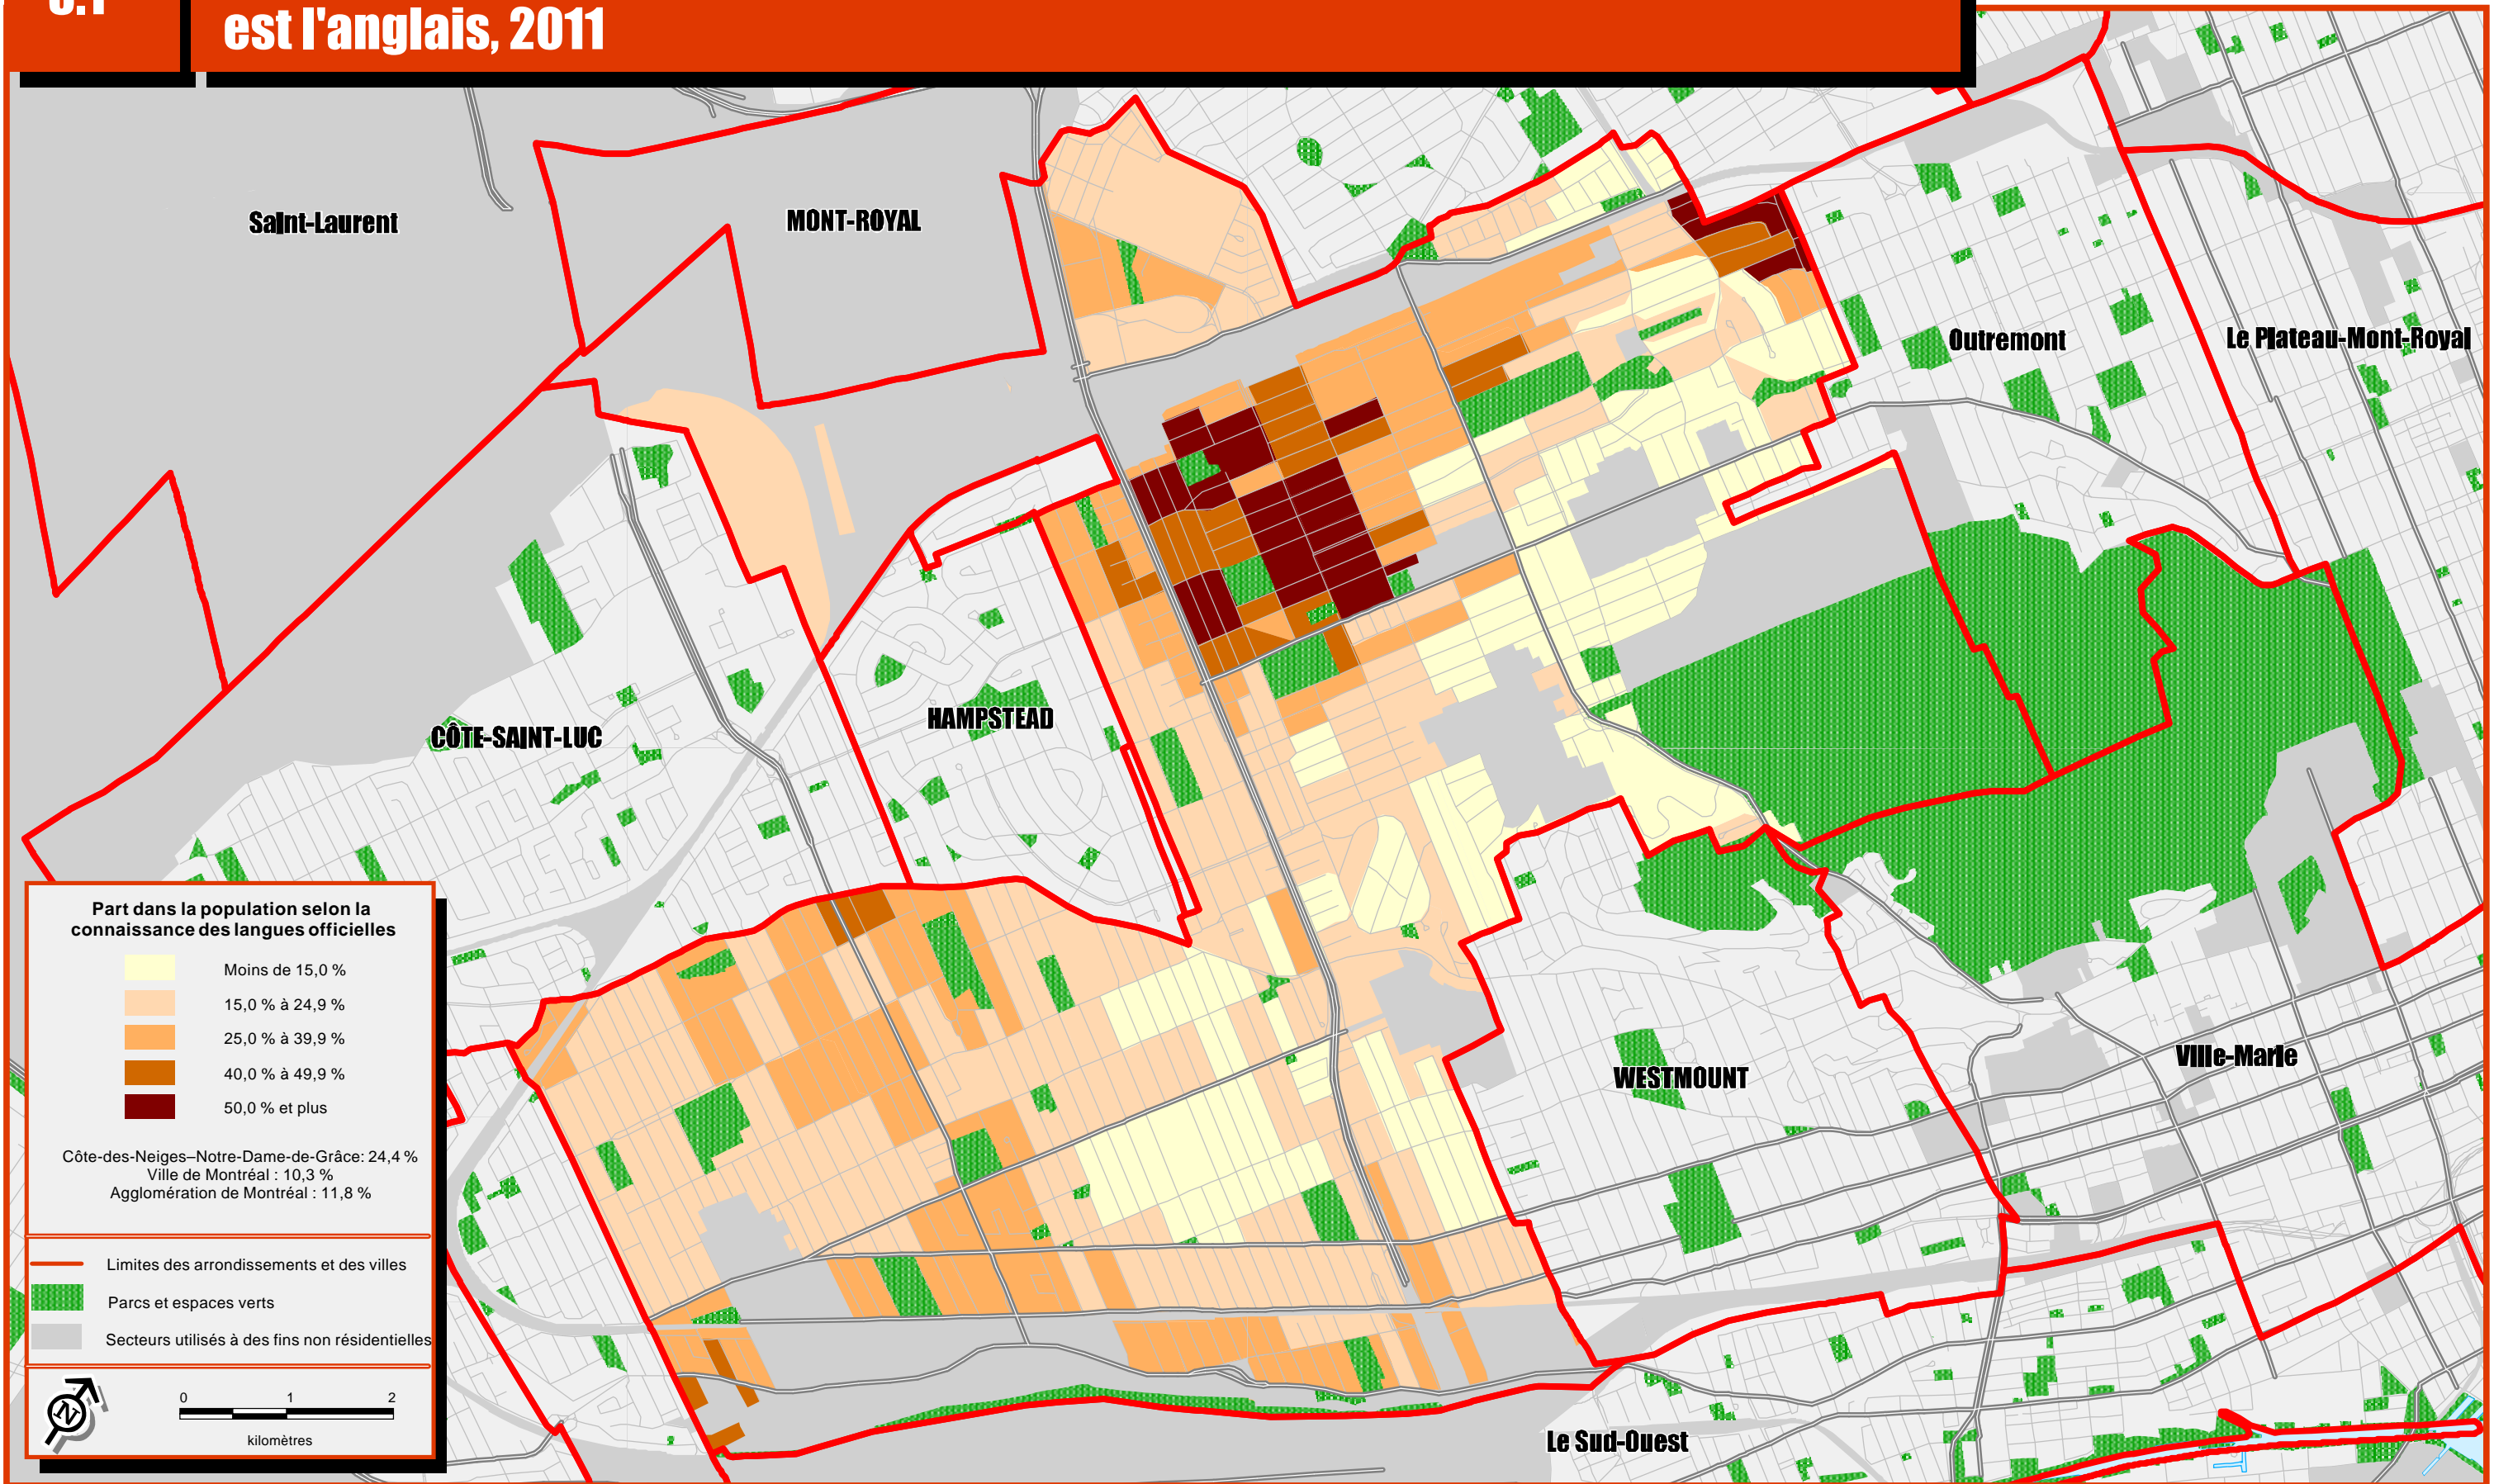 est l'anglais, 2011
Saint-Laurent
MONT-ROYAL
Outremont
Le Plateau-Mont-Royal
CÔTE-SAINT-LUC
HAMPSTEAD
WESTMOUNT
Ville-Marie
Le Sud-Ouest
Part dans la population selon la
connaissance des langues officielles
Moins de 15,0 %
15,0 % à 24,9 %
25,0 % à 39,9 %
40,0 % à 49,9 %
50,0 % et plus
Côte-des-Neiges–Notre-Dame-de-Grâce: 24,4 %
Ville de Montréal : 10,3 %
Agglomération de Montréal : 11,8 %
Limites des arrondissements et des villes
Parcs et espaces verts
Secteurs utilisés à des fins non résidentielles
N
0 1 2
kilomètres